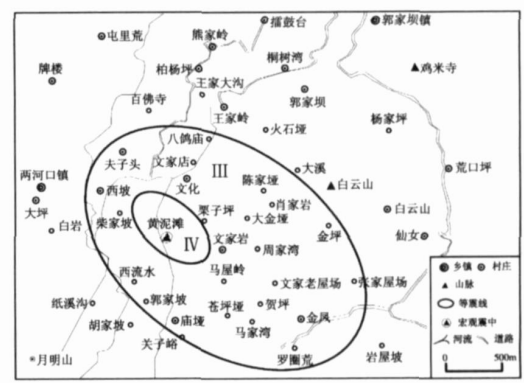 擂鼓台
郭家坝镇
屯里荒
熊家岭
桐树湾
牌楼
柏杨坪
鸡米寺
王家大沟
郭家坝
百佛寺
王家岭
火石垭
杨家坪
八鸽庙
夫子头
文家店
III
大溪
荒口坪
两河口镇
文化
陈家垭
白云山
西坡
肖家岩
大坪
柴家坡
黄泥滩
栗子坪
大金垭
白云山
白岩
IV
金坪
仙女
文家岩
周家湾
西流水
马屋岭
文家老屋场
张家屋场
纸溪沟
郭家坡
苍坪垭
贺坪
胡家坡
庙垭
马家湾
金凤
关子峪
月明山
罗圈荒
岩屋坡
乡镇 村庄
山脉
等震线
宏观震中
河流 道路
0 500m